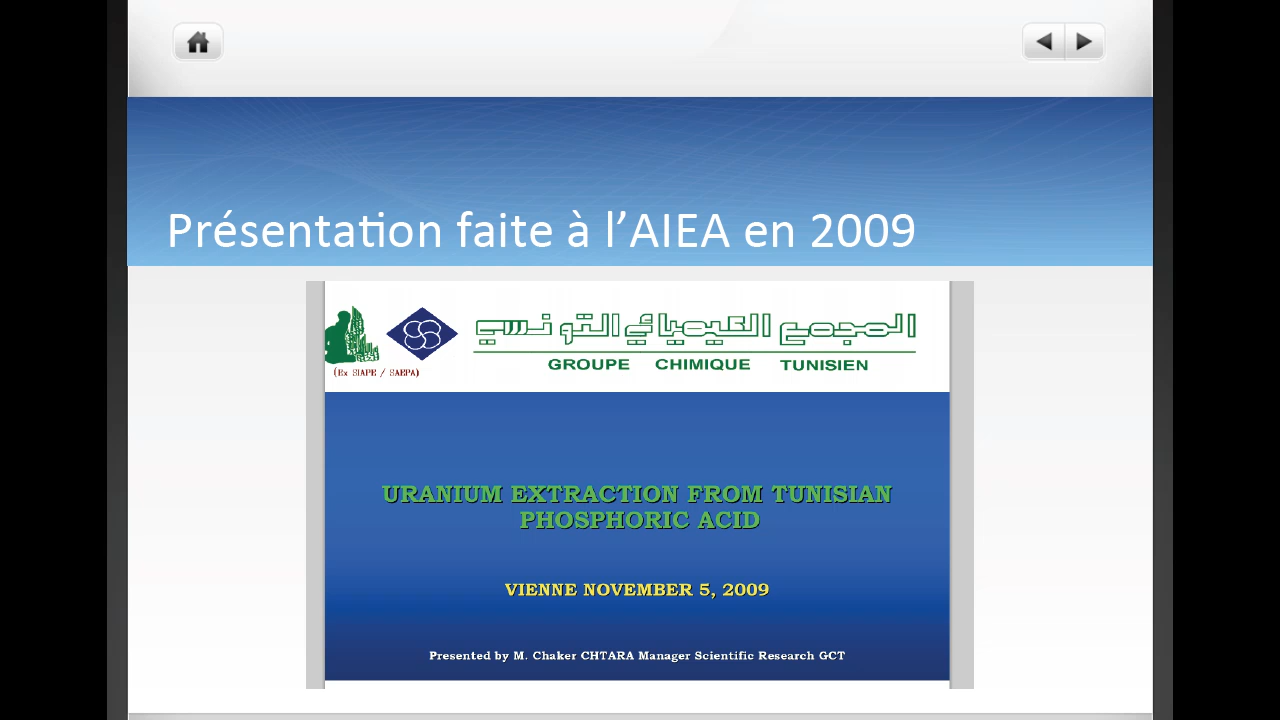 Présentation faite à l’AIEA en 2009
المجمع الكيميائي التونسي
GROUPE CHIMIQUE TUNISIEN
(Ex SIAPE / SAEPA)
URANIUM EXTRACTION FROM TUNISIAN
PHOSPHORIC ACID
VIENNE NOVEMBER 5, 2009
Presented by M. Chaker CHTARA Manager Scientific Research GCT